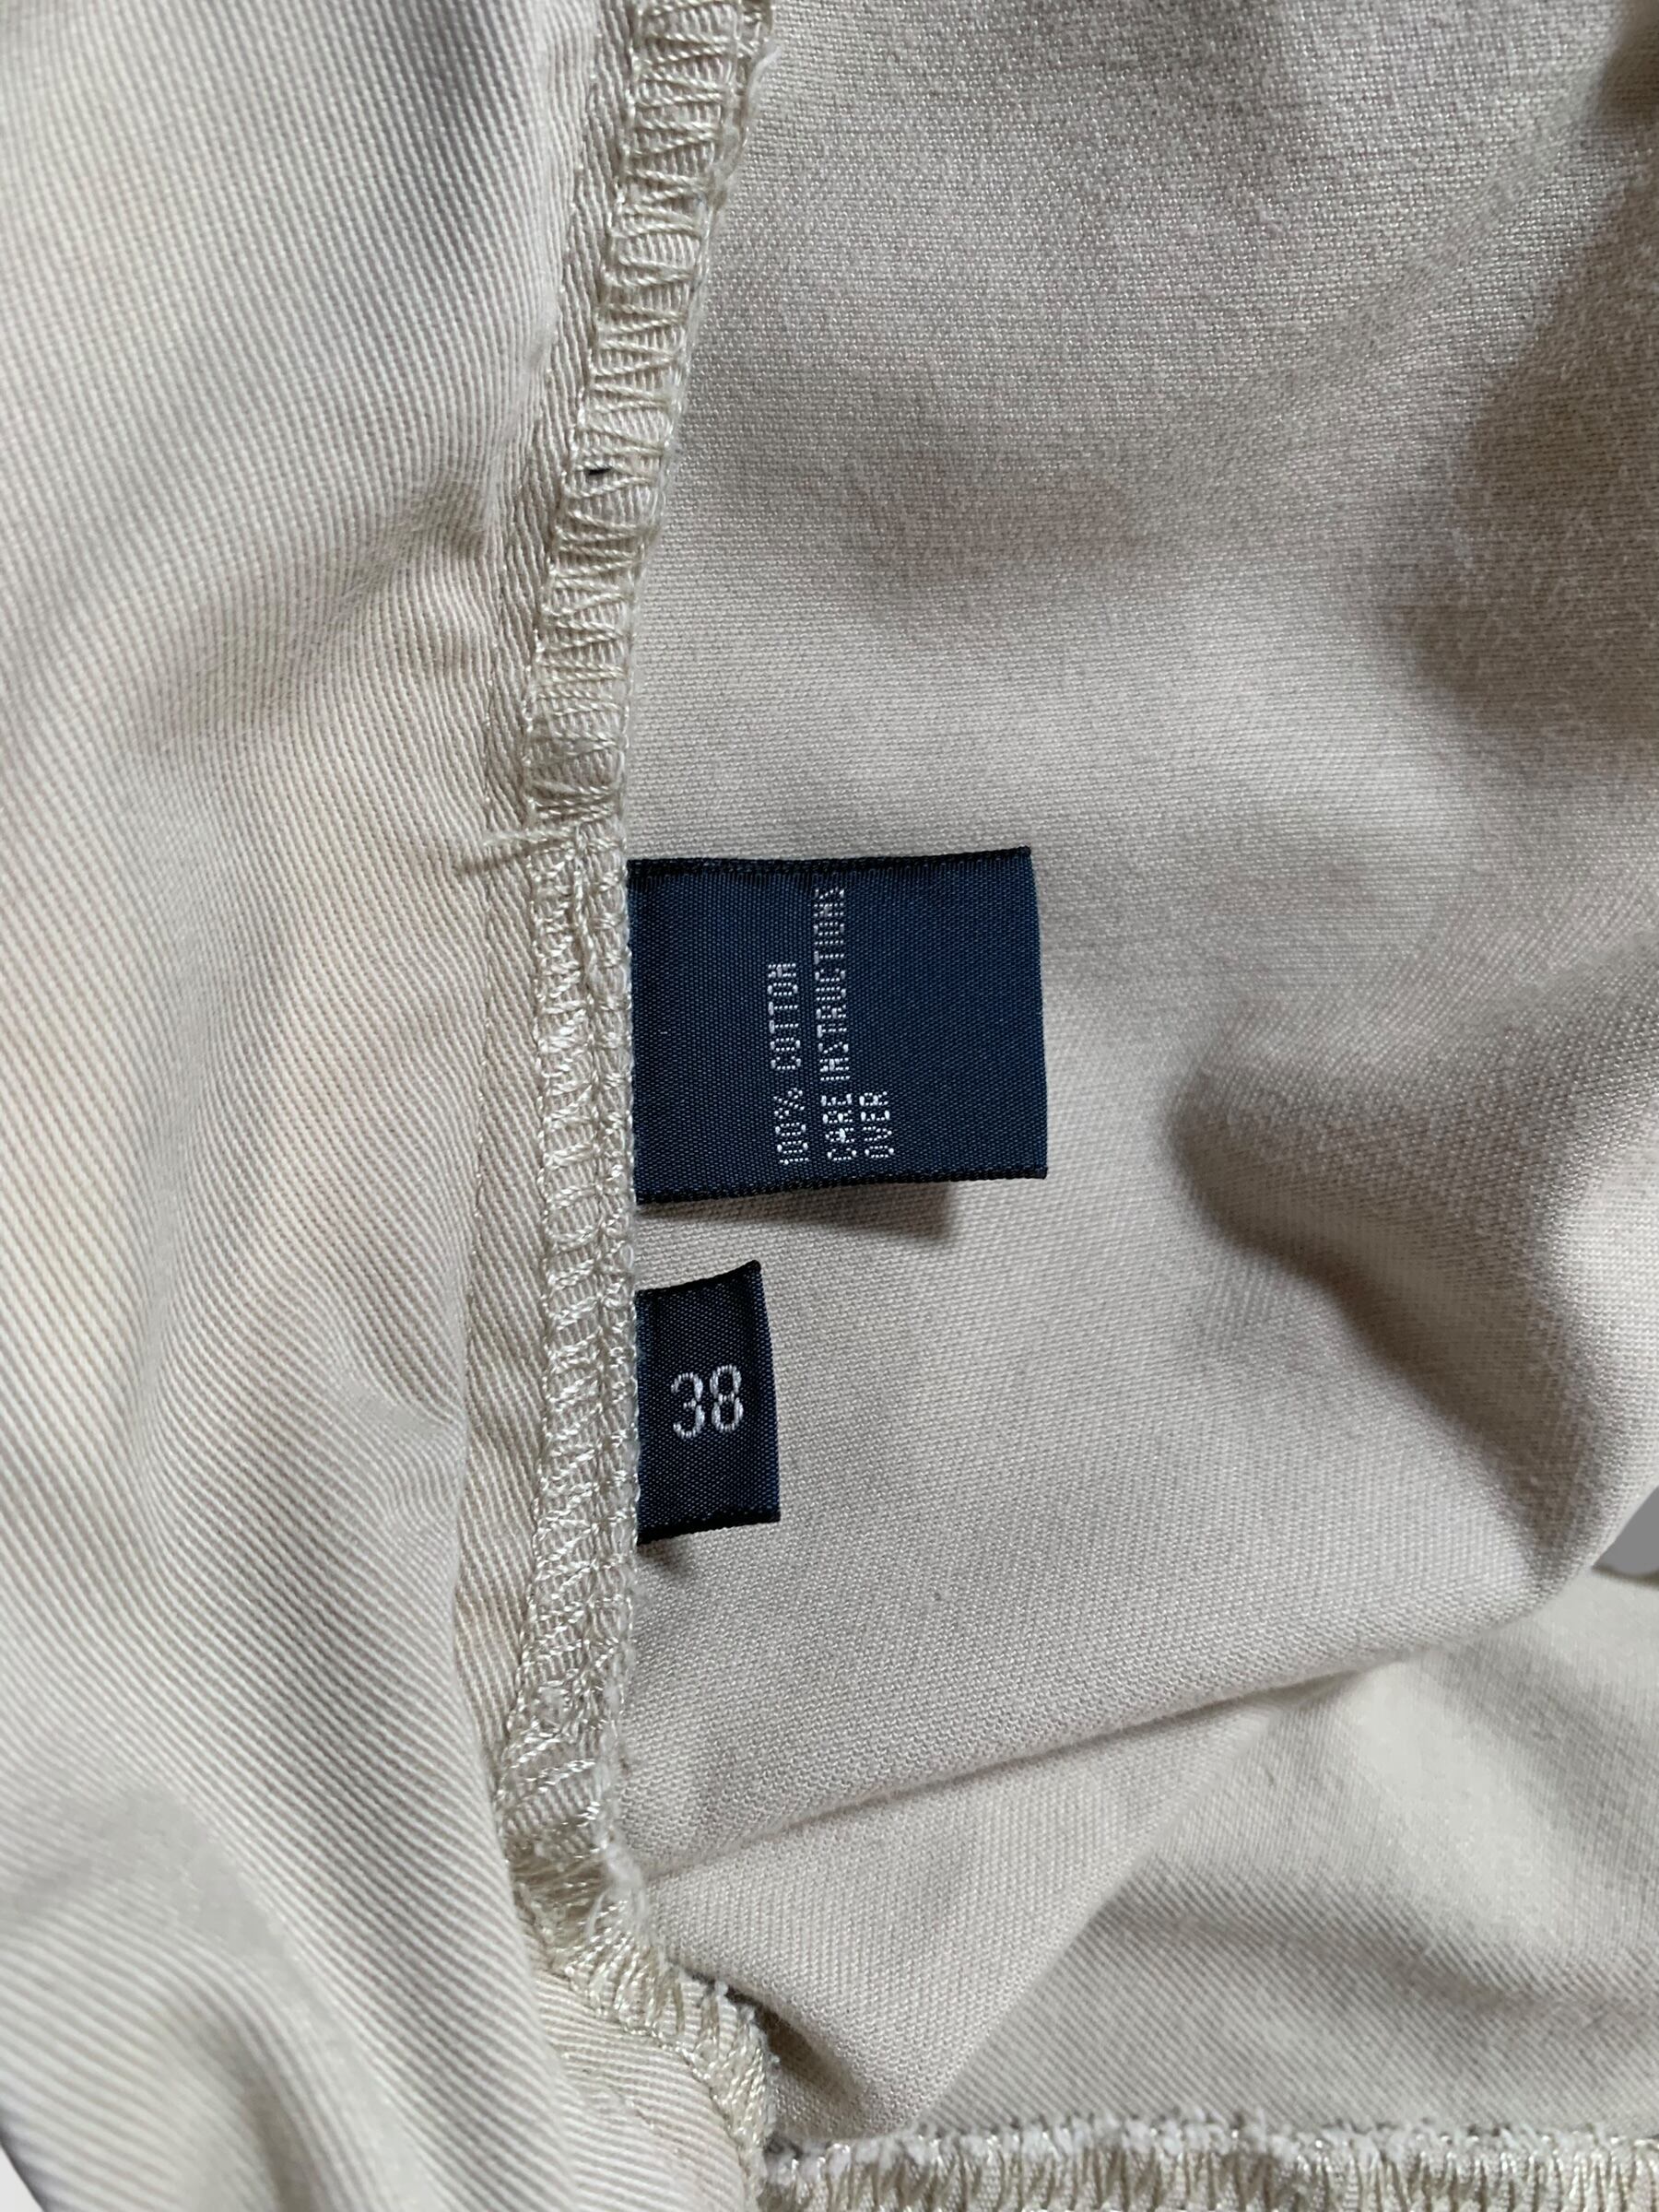 100% COTTON
CARE INSTRUCTIONS
OVER
38